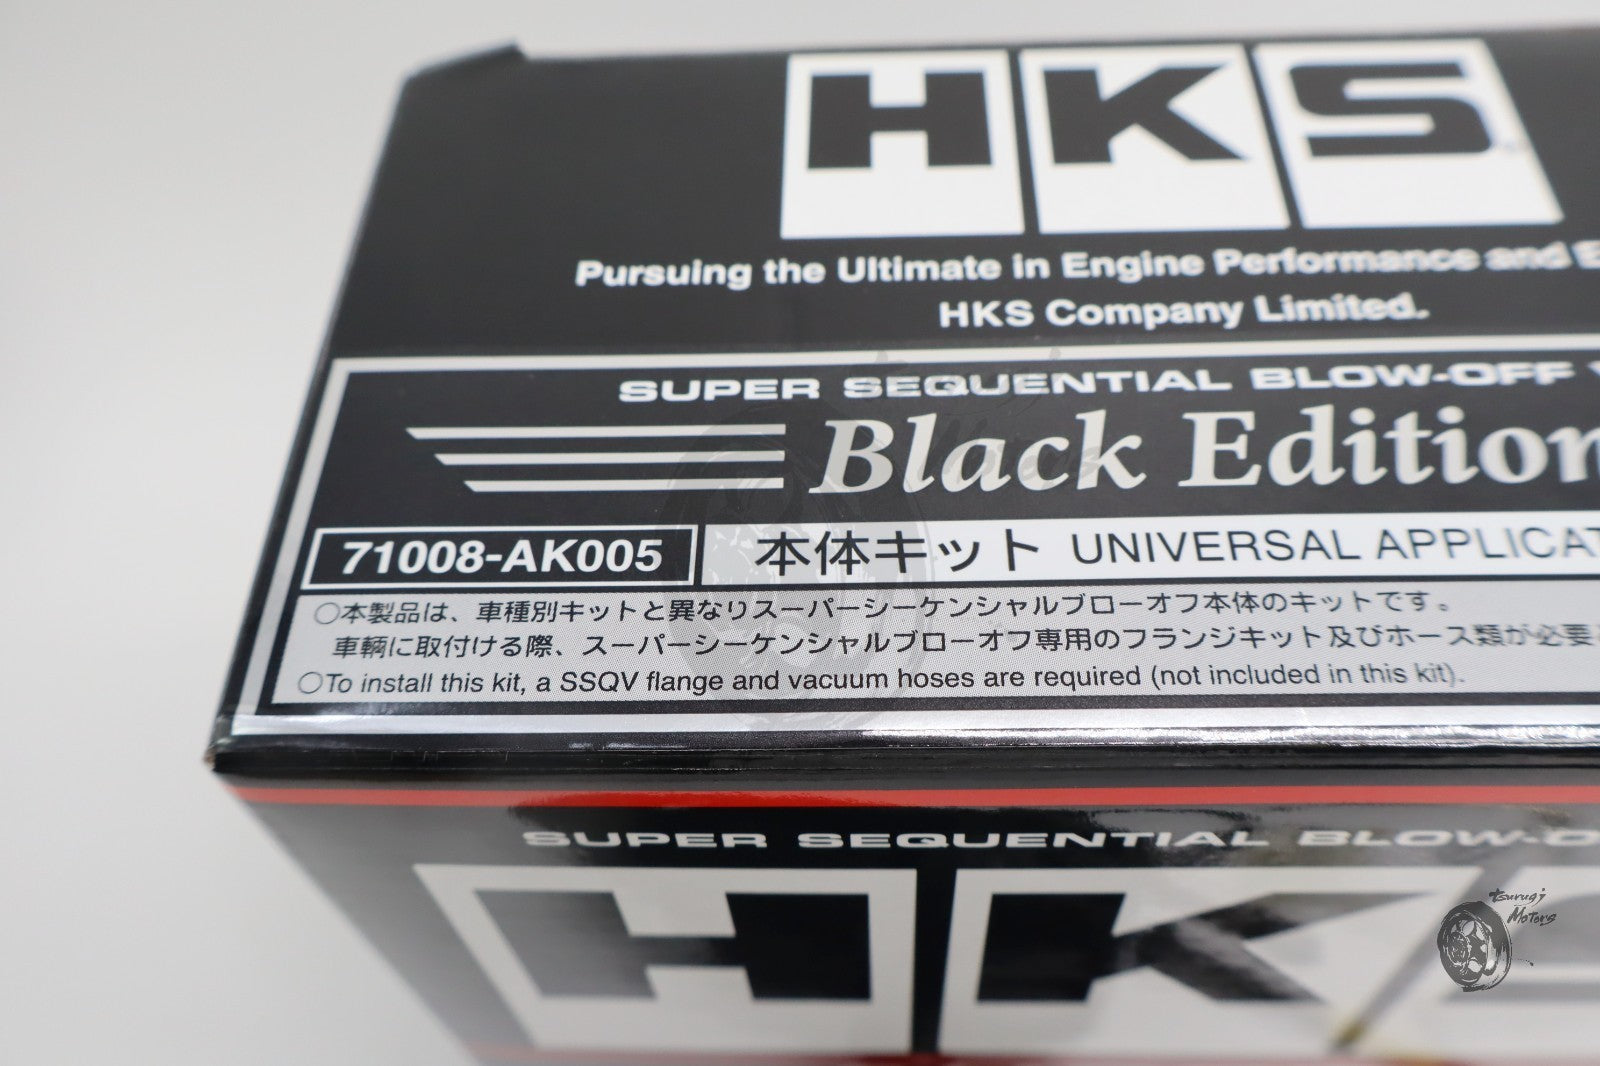 HKS
Pursuing the Ultimate in Engine Performance and
HKS Company Limited.
SUPER SEQUENTIAL BLOW-OFF
Black Edition
71008-AK005 本体キット UNIVERSAL
○本製品は、車種別キットと異なりスーパーシーケンシャルブローオフ本体のキットです。
車輌に取付ける際、スーパーシーケンシャルブローオフ専用のフランジキット及びホース類が必要
○To install this kit, a SSQV flange and vacuum hoses are required (not included in this kit).
SUPER SEQUENTIAL BLOW-O
HKS
tsurugi
Motors